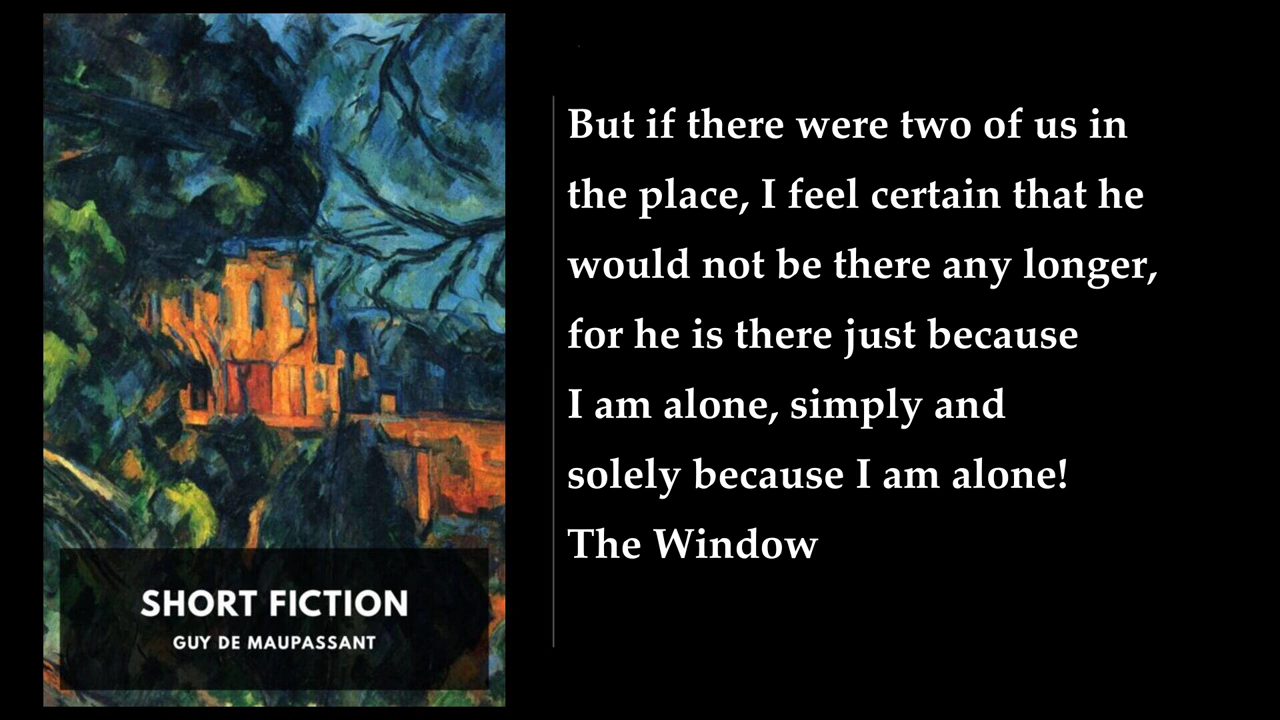 But if there were two of us in
the place, I feel certain that he
would not be there any longer,
for he is there just because
I am alone, simply and
solely because I am alone!
The Window
SHORT FICTION
GUY DE MAUPASSANT